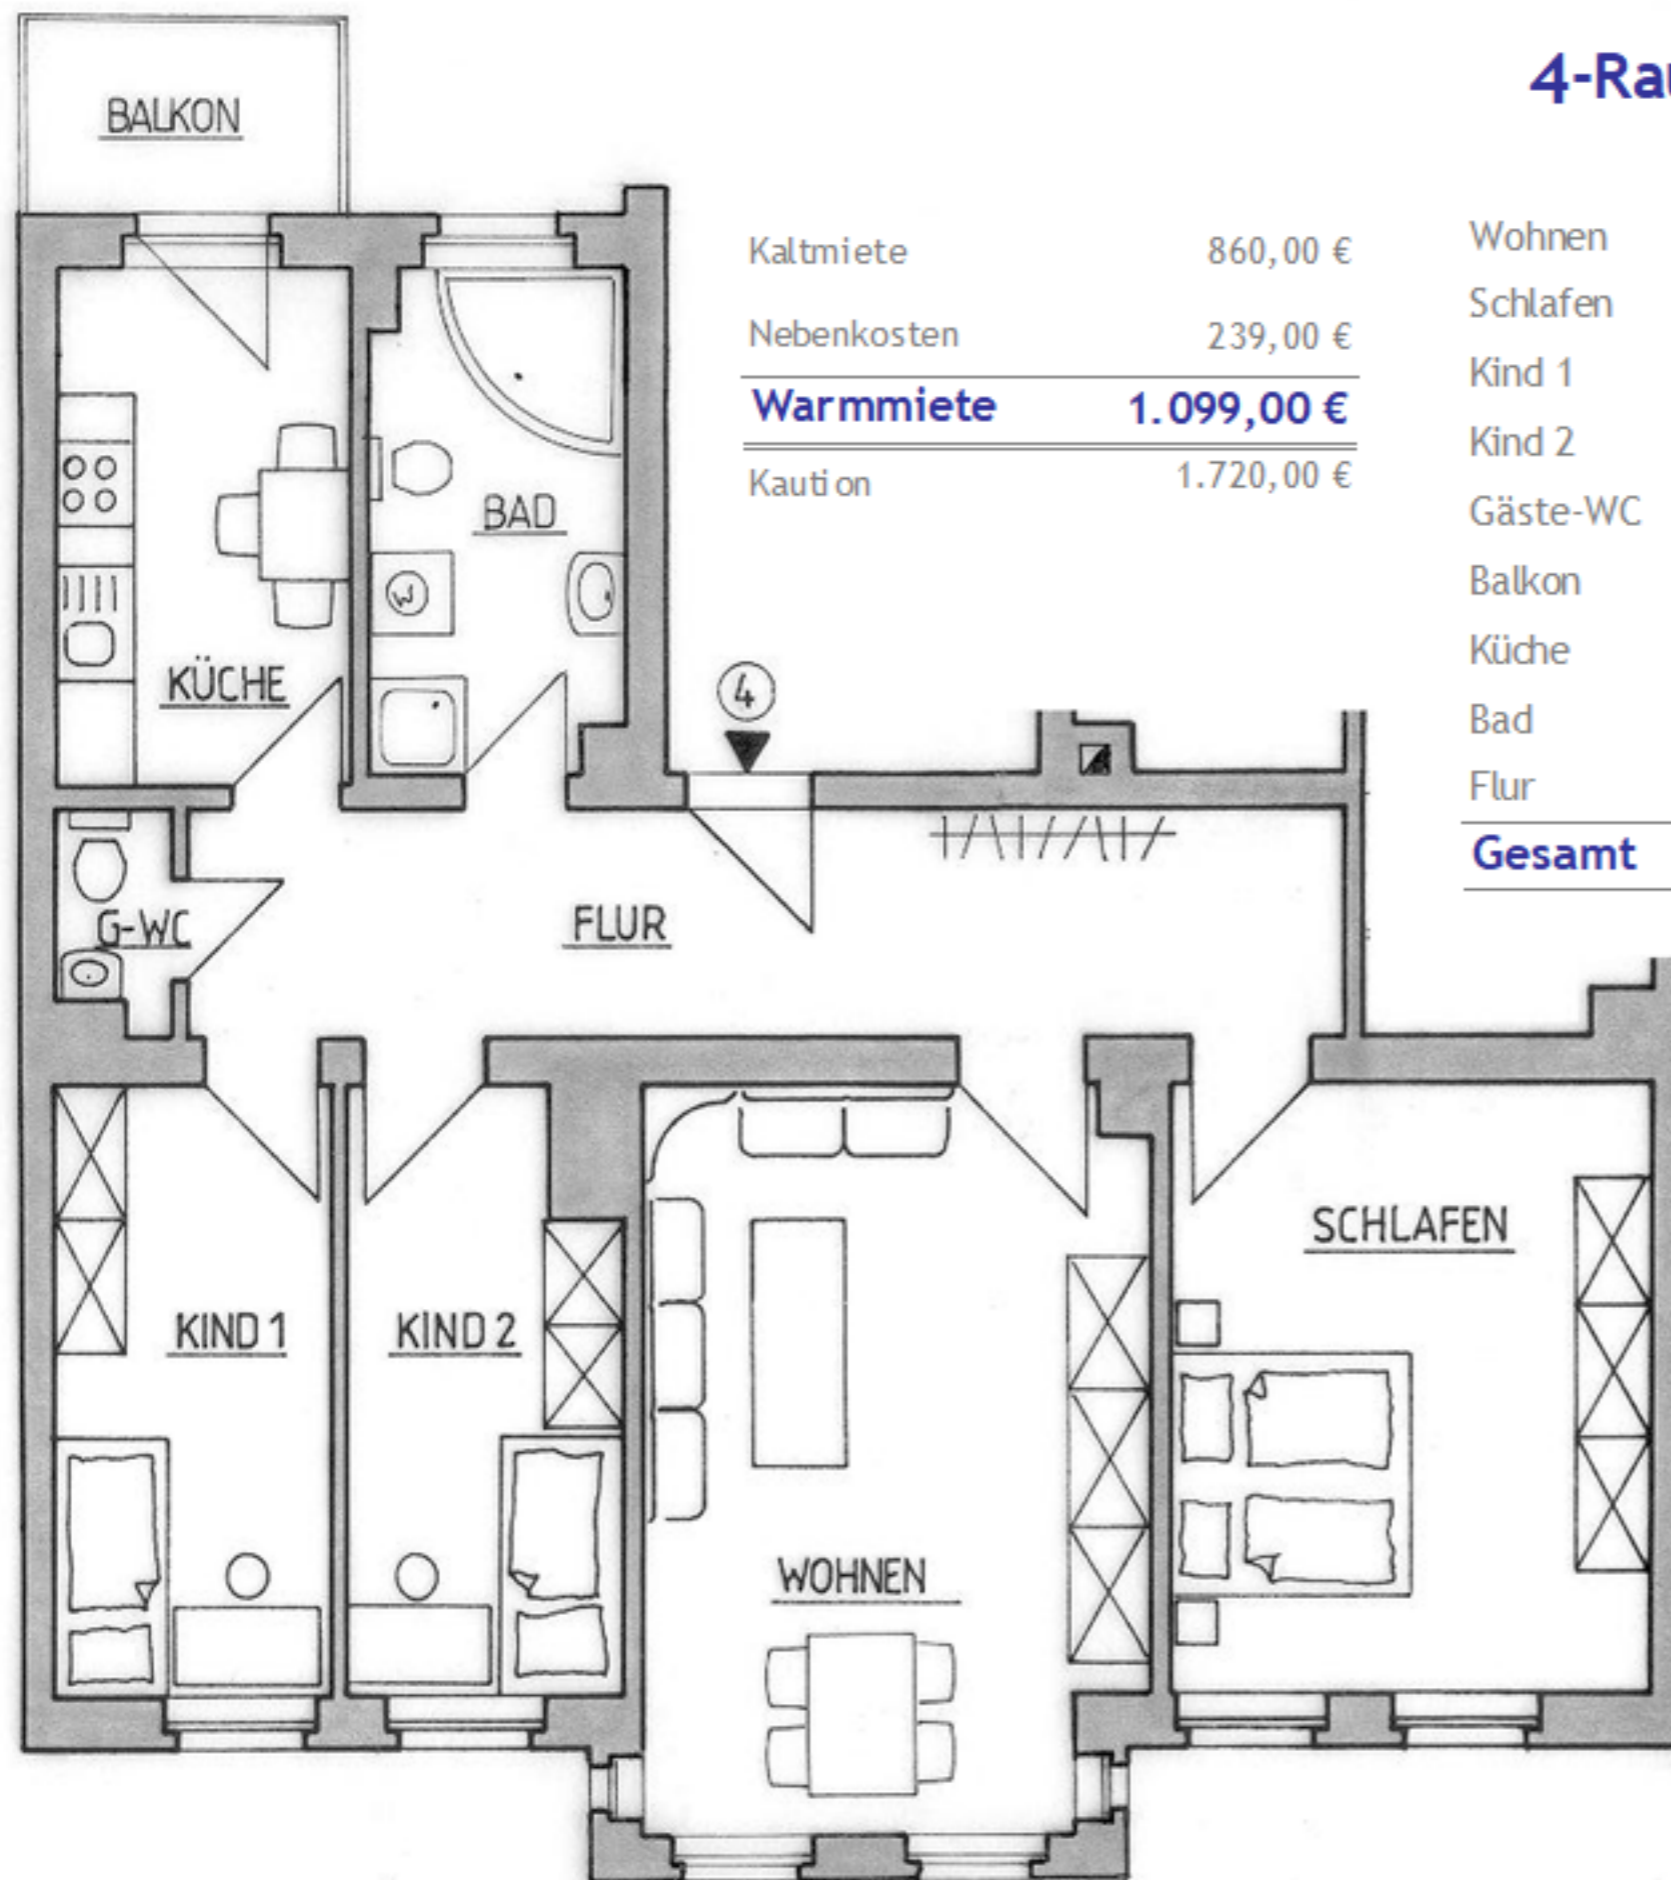 4-Rau
BALKON
Kaltmiete 860,00 €
Nebenkosten 239,00 €
Warmmiete 1.099,00 €
Kaution 1.720,00 €
Wohnen
Schlafen
Kind 1
Kind 2
Gäste-WC
Balkon
Küche
Bad
Flur
Gesamt
BAD
W
KÜCHE
4
G-WC
FLUR
KIND 1
KIND 2
WOHNEN
SCHLAFEN